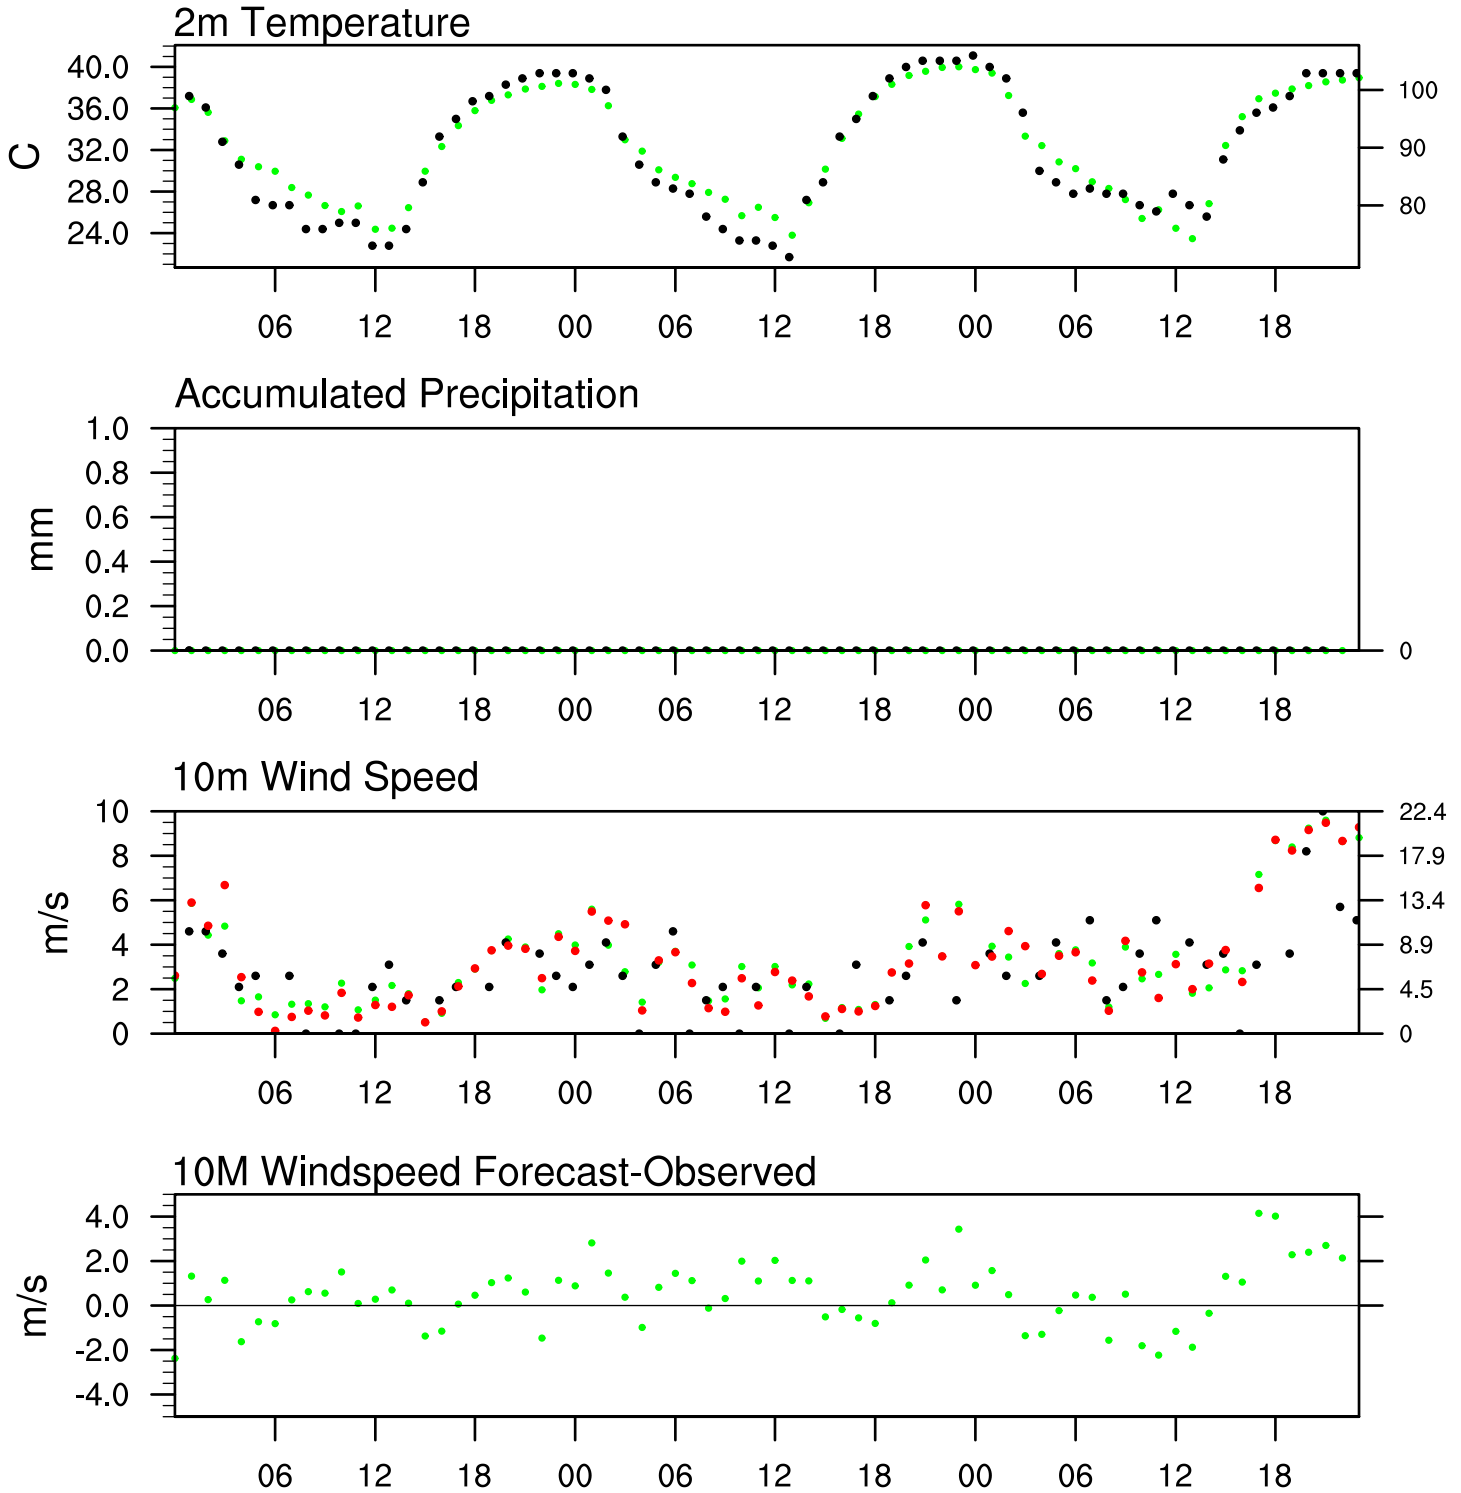 2m Temperature
C
40.0
36.0
32.0
28.0
24.0
100
90
80
06 12 18 00 06 12 18 00 06 12 18
Accumulated Precipitation
mm
1.0
0.8
0.6
0.4
0.2
0.0
0
06 12 18 00 06 12 18 00 06 12 18
10m Wind Speed
m/s
10
8
6
4
2
0
22.4
17.9
13.4
8.9
4.5
0
06 12 18 00 06 12 18 00 06 12 18
10M Windspeed Forecast-Observed
m/s
4.0
2.0
0.0
-2.0
-4.0
06 12 18 00 06 12 18 00 06 12 18